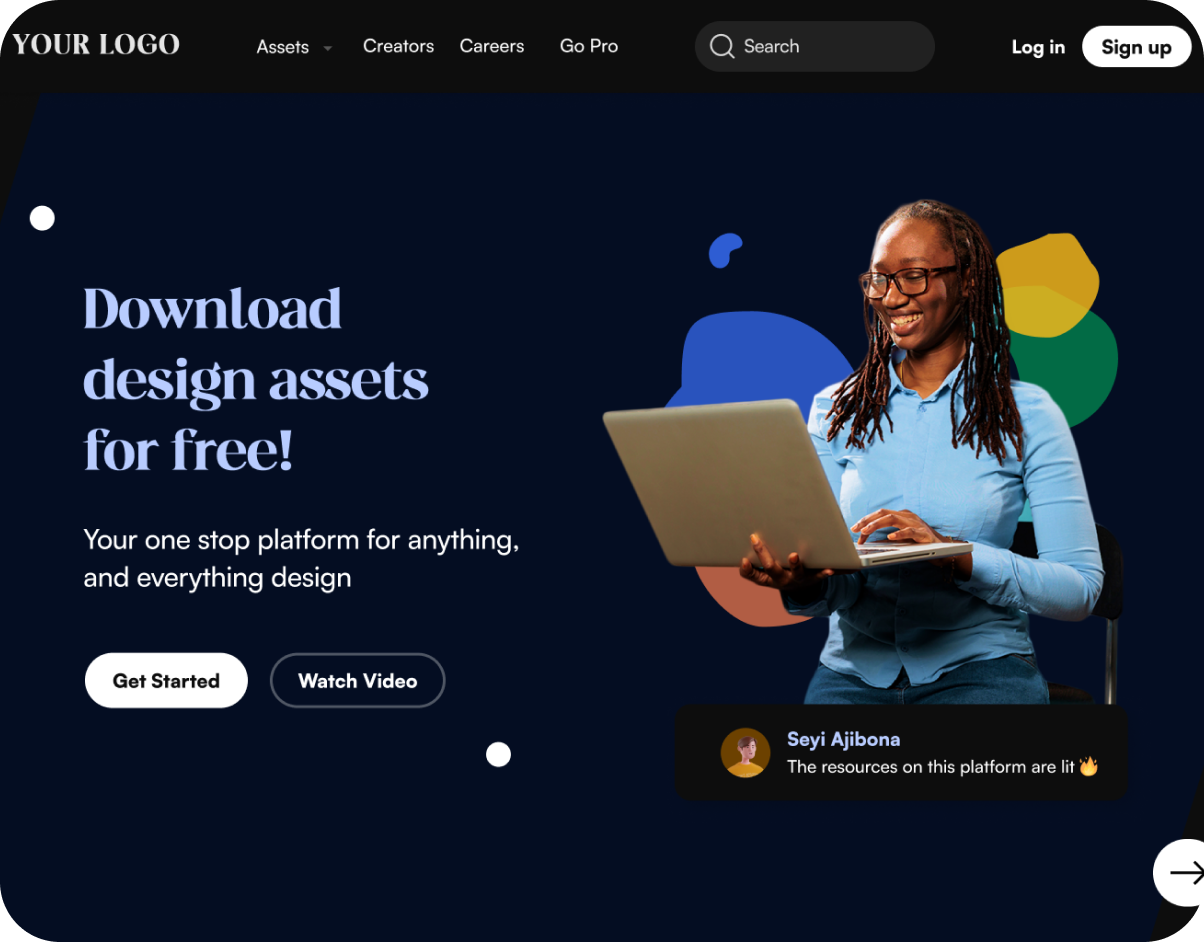 YOUR LOGO
Assets
Creators
Careers
Go Pro
Search
Log in
Sign up
Download
design assets
for free!
Your one stop platform for anything,
and everything design
Get Started
Watch Video
Seyi Ajibona
The resources on this platform are lit🔥